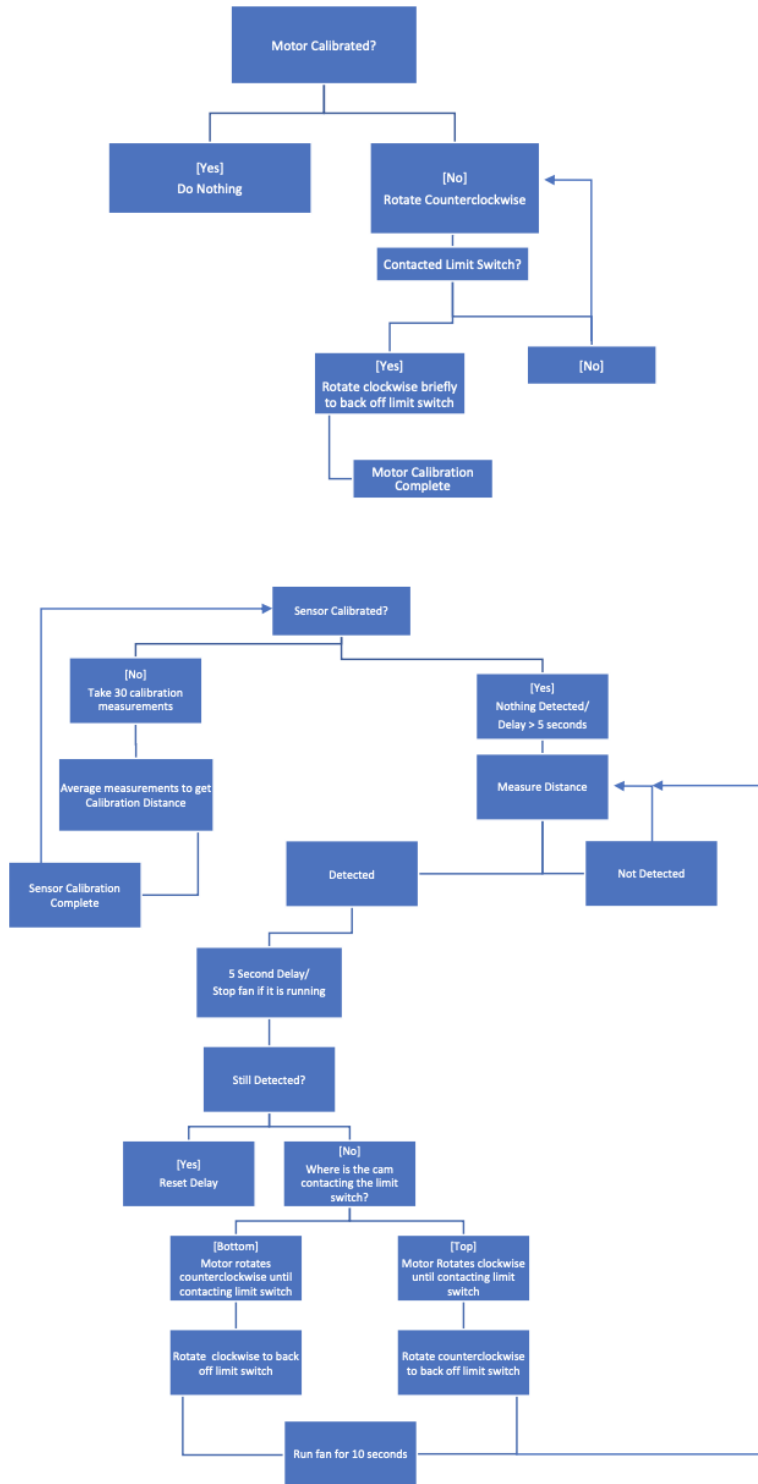 Motor Calibrated?
[Yes]
Do Nothing
[No]
Rotate Counterclockwise
Contacted Limit Switch?
[Yes]
Rotate clockwise briefly
to back off limit switch
[No]
Motor Calibration
Complete
Sensor Calibrated?
[No]
Take 30 calibration
measurements
[Yes]
Nothing Detected/
Delay > 5 seconds
Average measurements to get
Calibration Distance
Measure Distance
Sensor Calibration
Complete
Detected
Not Detected
5 Second Delay/
Stop fan if it is running
Still Detected?
[Yes]
Reset Delay
[No]
Where is the cam
contacting the limit
switch?
[Bottom]
Motor rotates
counterclockwise until
contacting limit switch
[Top]
Motor Rotates clockwise
until contacting limit
switch
Rotate clockwise to back
off limit switch
Rotate counterclockwise
to back off limit switch
Run fan for 10 seconds